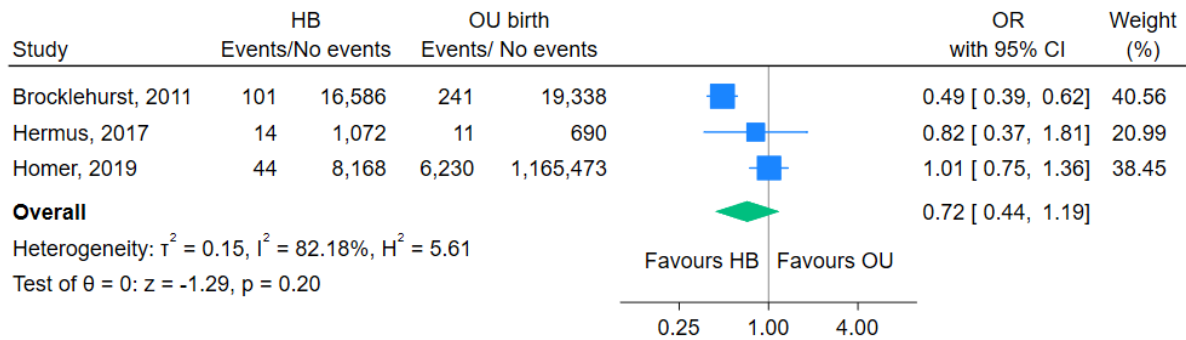 HB OU birth OR Weight
Study Events/No events Events/ No events with 95% CI (%)
Brocklehurst, 2011 101 16,586 241 19,338 0.49 [ 0.39, 0.62] 40.56
Hermus, 2017 14 1,072 11 690 0.82 [ 0.37, 1.81] 20.99
Homer, 2019 44 8,168 6,230 1,165,473 1.01 [ 0.75, 1.36] 38.45
Overall 0.72 [ 0.44, 1.19]
Heterogeneity: τ² = 0.15, I² = 82.18%, H² = 5.61
Favours HB Favours OU
Test of θ = 0: z = -1.29, p = 0.20
0.25 1.00 4.00